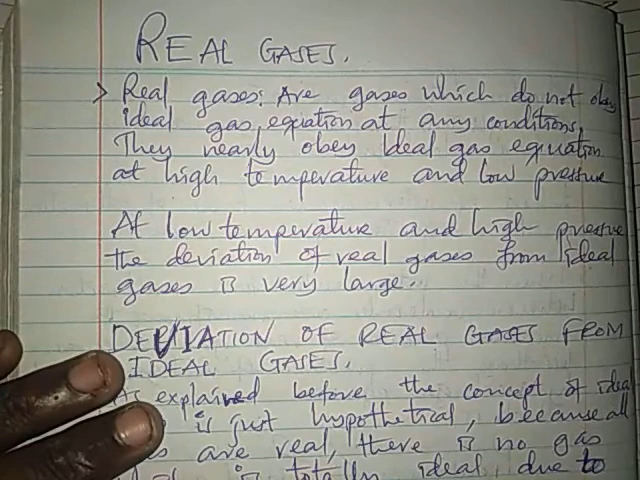 REAL GASES.
> Real gases: Are gases which do not obey
ideal gas equation at any conditions,
They nearly obey Ideal gas equation
at high temperature and low pressure
At low temperature and high pressure
the deviation of real gases from ideal
gases is very large.
DEVIATION OF REAL GASES FROM
IDEAL GASES.
As explained before the concept of ideal
is just hypothetical, because all
are real, there is no gas
totally ideal, due to